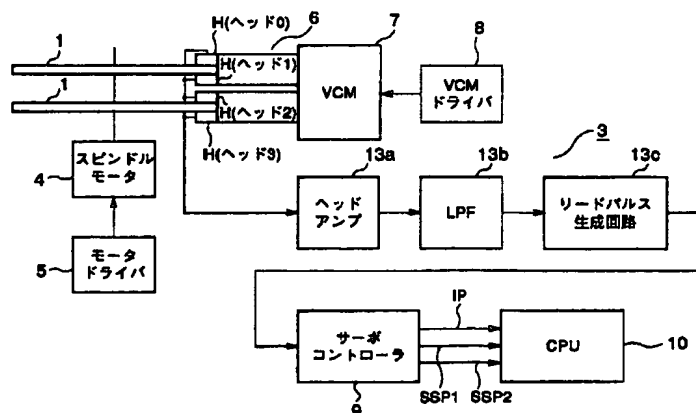 H(ヘッド0)
6
7
1
H(ヘッド1)
8
VCM
VCM
ドライバ
1
H(ヘッド2)
H(ヘッド3)
スピンドル
モータ
4
13a
13b
3
13c
ヘッド
アンプ
LPF
リードパルス
生成回路
モータ
ドライバ
5
IP
サーボ
コントローラ
CPU
10
SSP1
SSP2
9